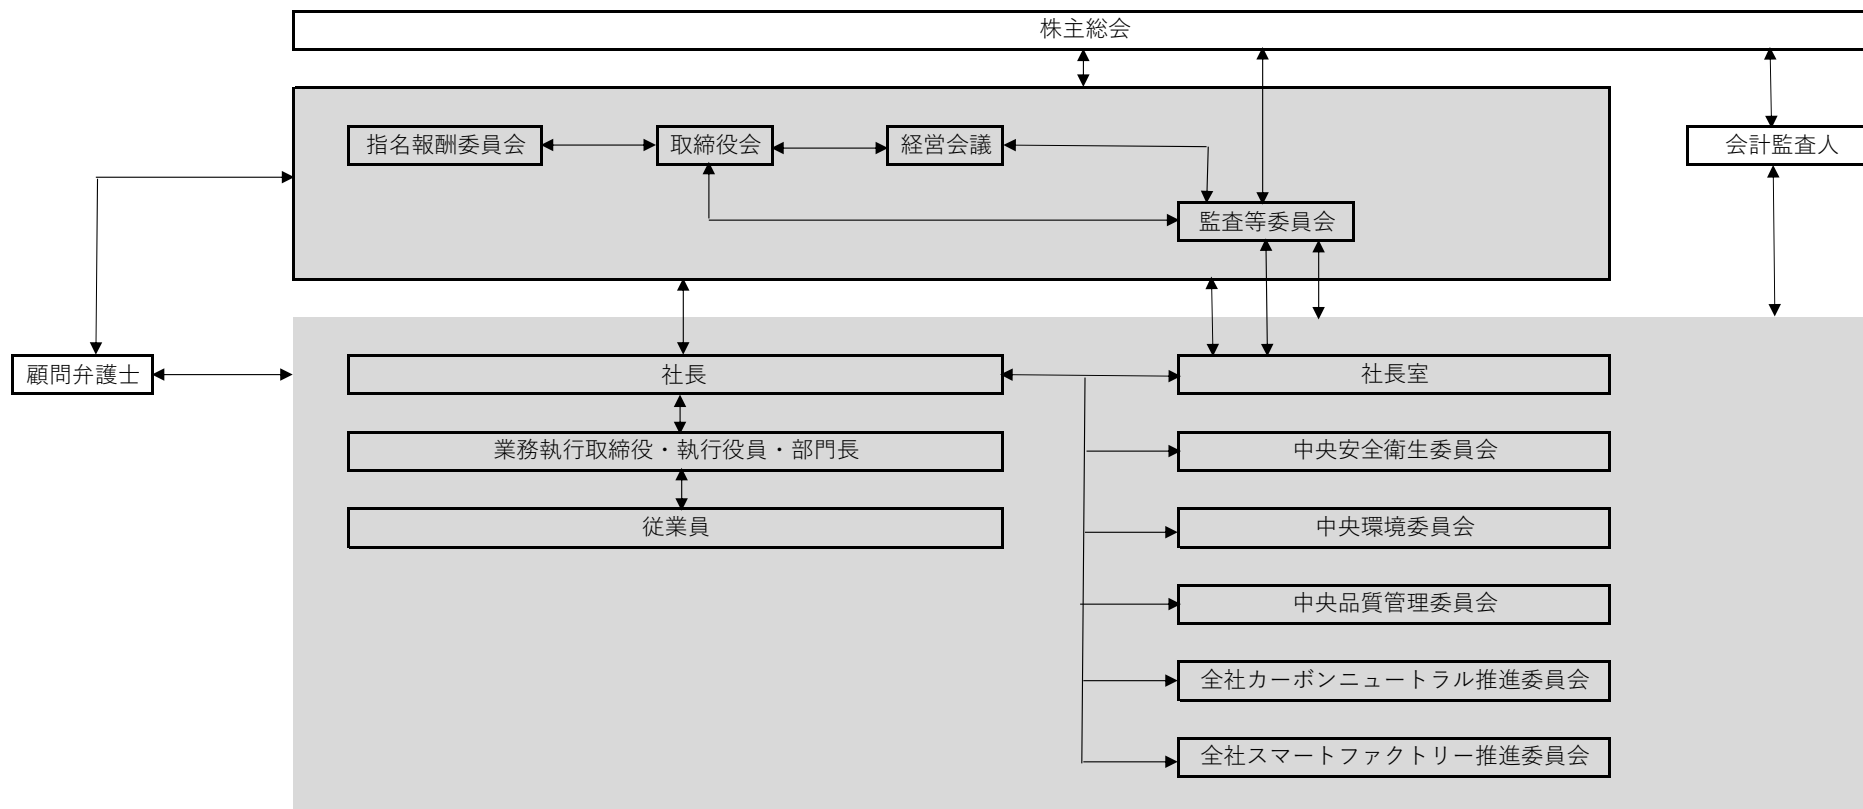 株主総会
指名報酬委員会
取締役会
経営会議
会計監査人
監査等委員会
顧問弁護士
社長
社長室
業務執行取締役・執行役員・部門長
中央安全衛生委員会
従業員
中央環境委員会
中央品質管理委員会
全社カーボンニュートラル推進委員会
全社スマートファクトリー推進委員会